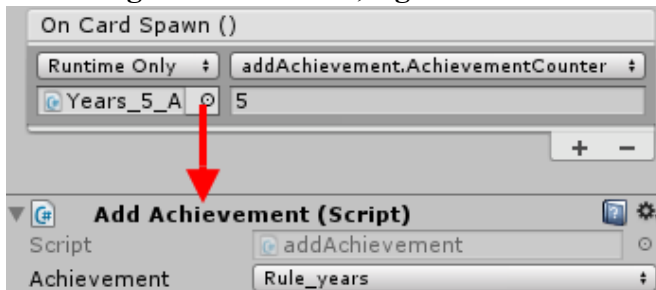 On Card Spawn ()
Runtime Only addAchievement.AchievementCounter
Years_5_A 5
+ −
Add Achievement (Script)
Script addAchievement
Achievement Rule_years